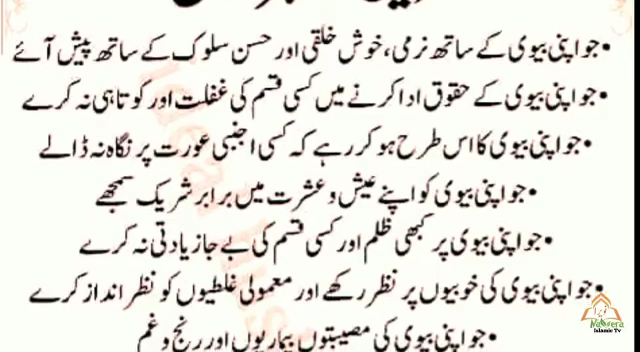 •جو اپنی بیوی کے ساتھ نرمی، خوش خلقی اور حسن سلوک کے ساتھ پیش آئے
•جو اپنی بیوی کے حقوق ادا کرنے میں کسی قسم کی غفلت اور کوتاہی نہ کرے
•جو اپنی بیوی کا اس طرح ہو کر رہے کہ کسی اجنبی عورت پر نگاہ نہ ڈالے
•جو اپنی بیوی کو اپنے عیش و عشرت میں برابر شریک سمجھے
•جو اپنی بیوی پر کبھی ظلم اور کسی قسم کی بے جا زیادتی نہ کرے
•جو اپنی بیوی کی خوبیوں پر نظر رکھے اور معمولی غلطیوں کو نظر انداز کرے
•جو اپنی بیوی کی مصیبتوں بیماریوں اور رنج و غم
Islamic Tv